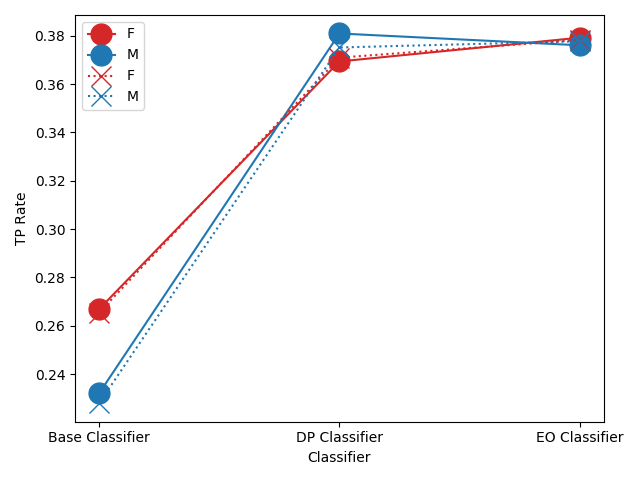 F
M
F
M
0.38
0.36
0.34
0.32
0.30
0.28
0.26
0.24
TP Rate
Base Classifier DP Classifier EO Classifier
Classifier